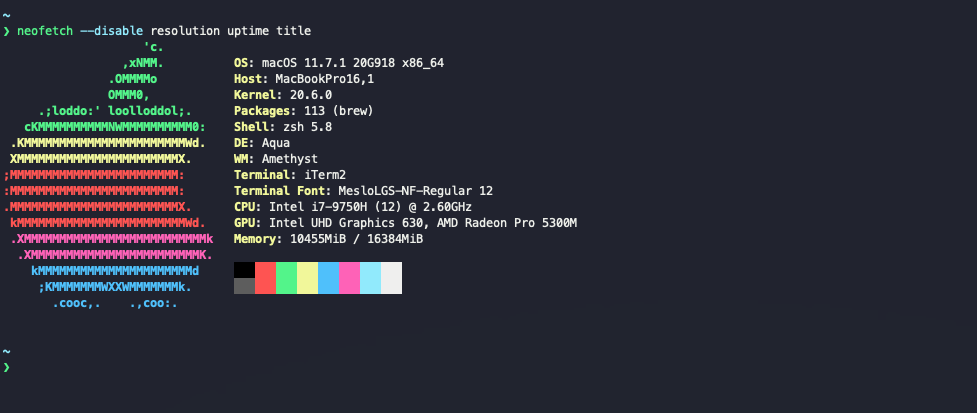 ~
❯ neofetch --disable resolution uptime title
                    'c.
                 ,xNMM.          OS: macOS 11.7.1 20G918 x86_64
               .OMMMMo           Host: MacBookPro16,1
               OMMM0,            Kernel: 20.6.0
     .;loddo:' loolloddol;.      Packages: 113 (brew)
   cKMMMMMMMMMMNWMMMMMMMMMM0:    Shell: zsh 5.8
 .KMMMMMMMMMMMMMMMMMMMMMMMWd.    DE: Aqua
 XMMMMMMMMMMMMMMMMMMMMMMMX.      WM: Amethyst
;MMMMMMMMMMMMMMMMMMMMMMMM:       Terminal: iTerm2
:MMMMMMMMMMMMMMMMMMMMMMMM:       Terminal Font: MesloLGS-NF-Regular 12
.MMMMMMMMMMMMMMMMMMMMMMMMX.      CPU: Intel i7-9750H (12) @ 2.60GHz
 kMMMMMMMMMMMMMMMMMMMMMMMMWd.    GPU: Intel UHD Graphics 630, AMD Radeon Pro 5300M
 .XMMMMMMMMMMMMMMMMMMMMMMMMMMk   Memory: 10455MiB / 16384MiB
  .XMMMMMMMMMMMMMMMMMMMMMMMMK.
    kMMMMMMMMMMMMMMMMMMMMMMd
     ;KMMMMMMMWXXWMMMMMMMk.
       .cooc,.    .,coo:.
~
❯